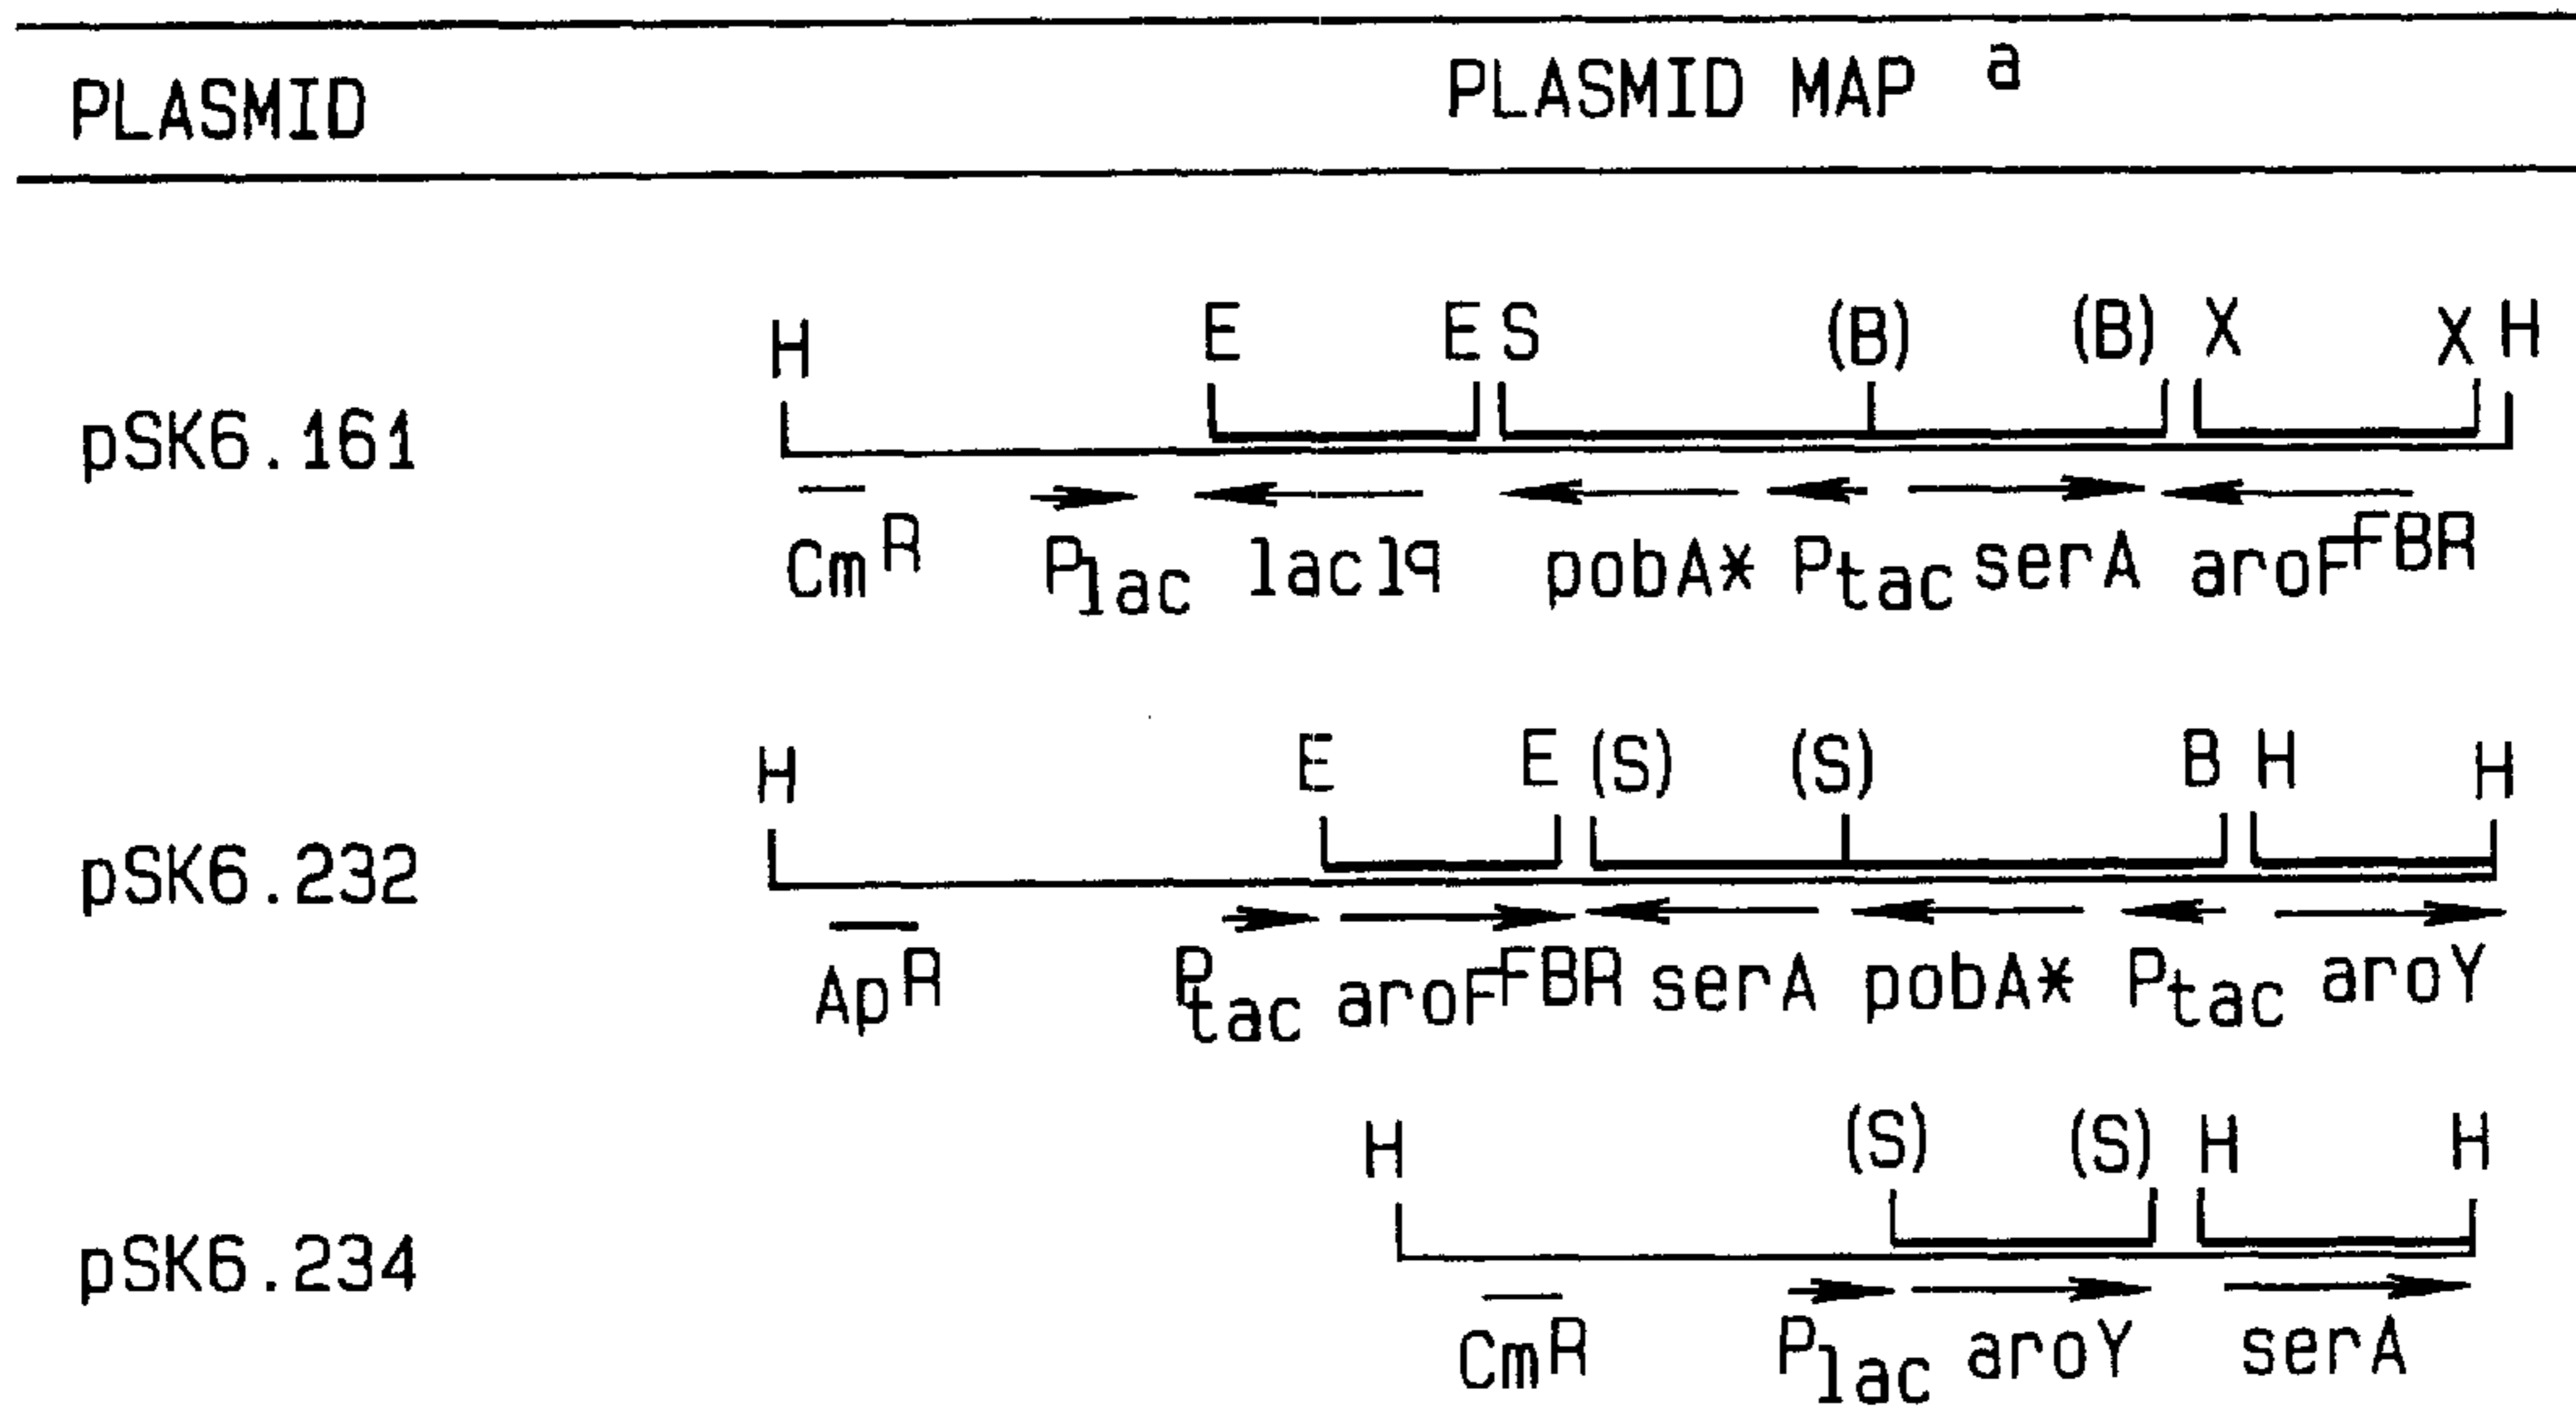 PLASMID PLASMID MAP a
H E E S (B) (B) X X H
pSK6.161
CmR Plac lac1q pobA* Ptac serA aroFFBR
H E E (S) (S) B H H
pSK6.232
ApR Ptac aroFFBR serA pobA* Ptac aroY
H (S) (S) H H
pSK6.234
CmR Plac aroY serA